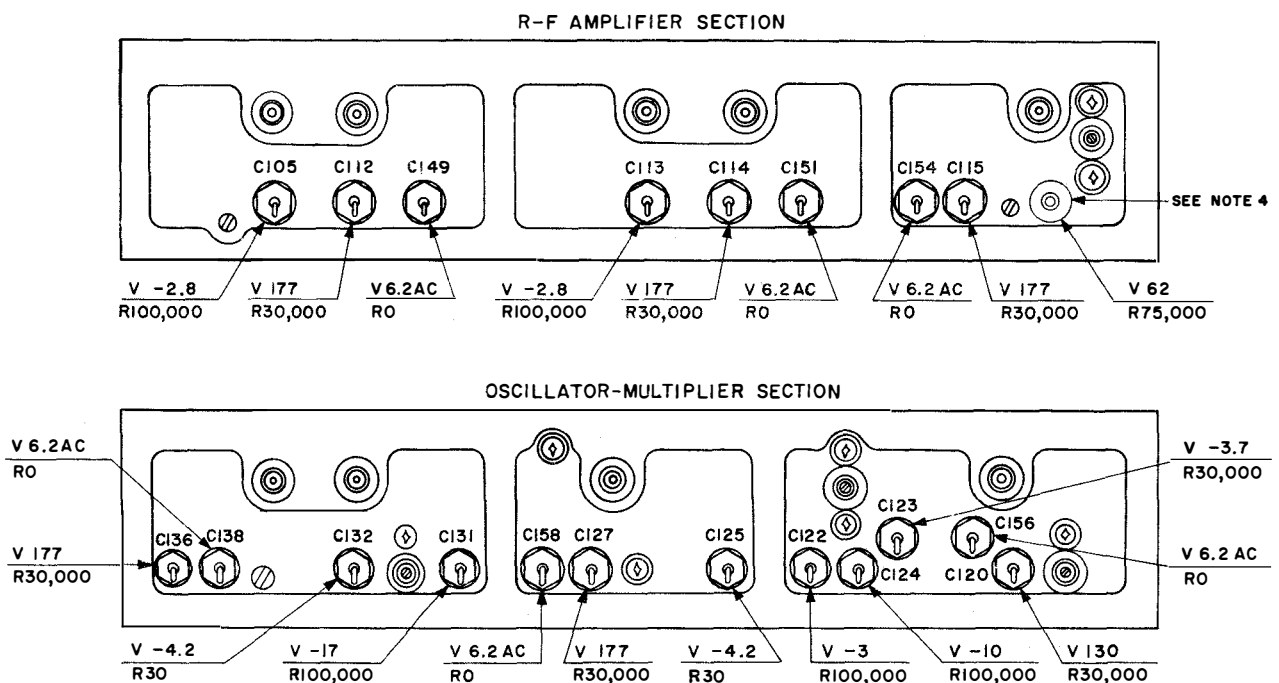 R-F AMPLIFIER SECTION
C105 C112 C149 C113 C114 C151 C154 C115
SEE NOTE 4
V -2.8 V 177 V 6.2AC V -2.8 V 177 V 6.2AC V 6.2AC V 177 V 62
R100,000 R30,000 R0 R100,000 R30,000 R0 R0 R30,000 R75,000
OSCILLATOR-MULTIPLIER SECTION
V 6.2AC
R0
V -3.7
R30,000
C123 C156
C136 C138 C132 C131 C158 C127 C125 C122
C124 C120
V 177
R30,000
V 6.2 AC
R0
V -4.2 V -17 V 6.2AC V 177 V -4.2 V -3 V -10 V 130
R30 R100,000 R0 R30,000 R30 R100,000 R100,000 R30,000